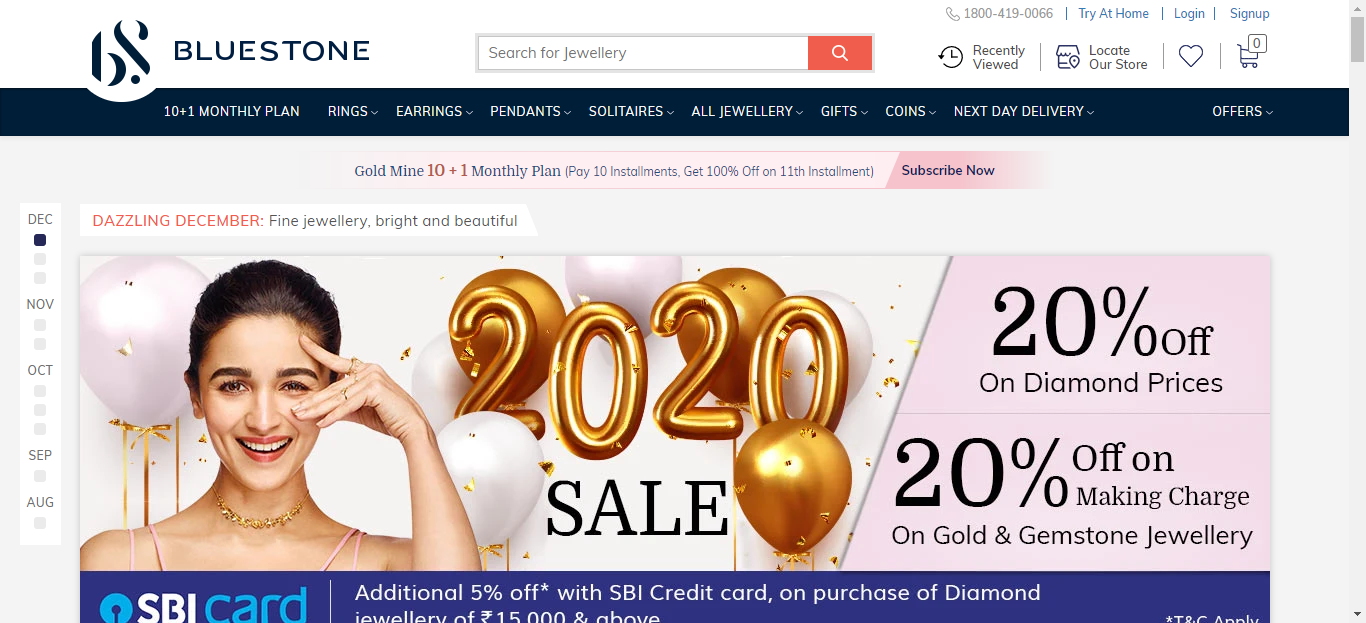 1800-419-0066 | Try At Home | Login | Signup
BLUESTONE
Search for Jewellery
Recently Viewed
Locate Our Store
0
10+1 MONTHLY PLAN RINGS EARRINGS PENDANTS SOLITAIRES ALL JEWELLERY GIFTS COINS NEXT DAY DELIVERY OFFERS
Gold Mine 10 + 1 Monthly Plan (Pay 10 Installments, Get 100% Off on 11th Installment) Subscribe Now
DEC
NOV
OCT
SEP
AUG
DAZZLING DECEMBER: Fine jewellery, bright and beautiful
2020
SALE
20% Off
On Diamond Prices
20% Off on
Making Charge
On Gold & Gemstone Jewellery
SBI card
Additional 5% off* with SBI Credit card, on purchase of Diamond
jewellery of ₹15,000 & above
*T&C Apply